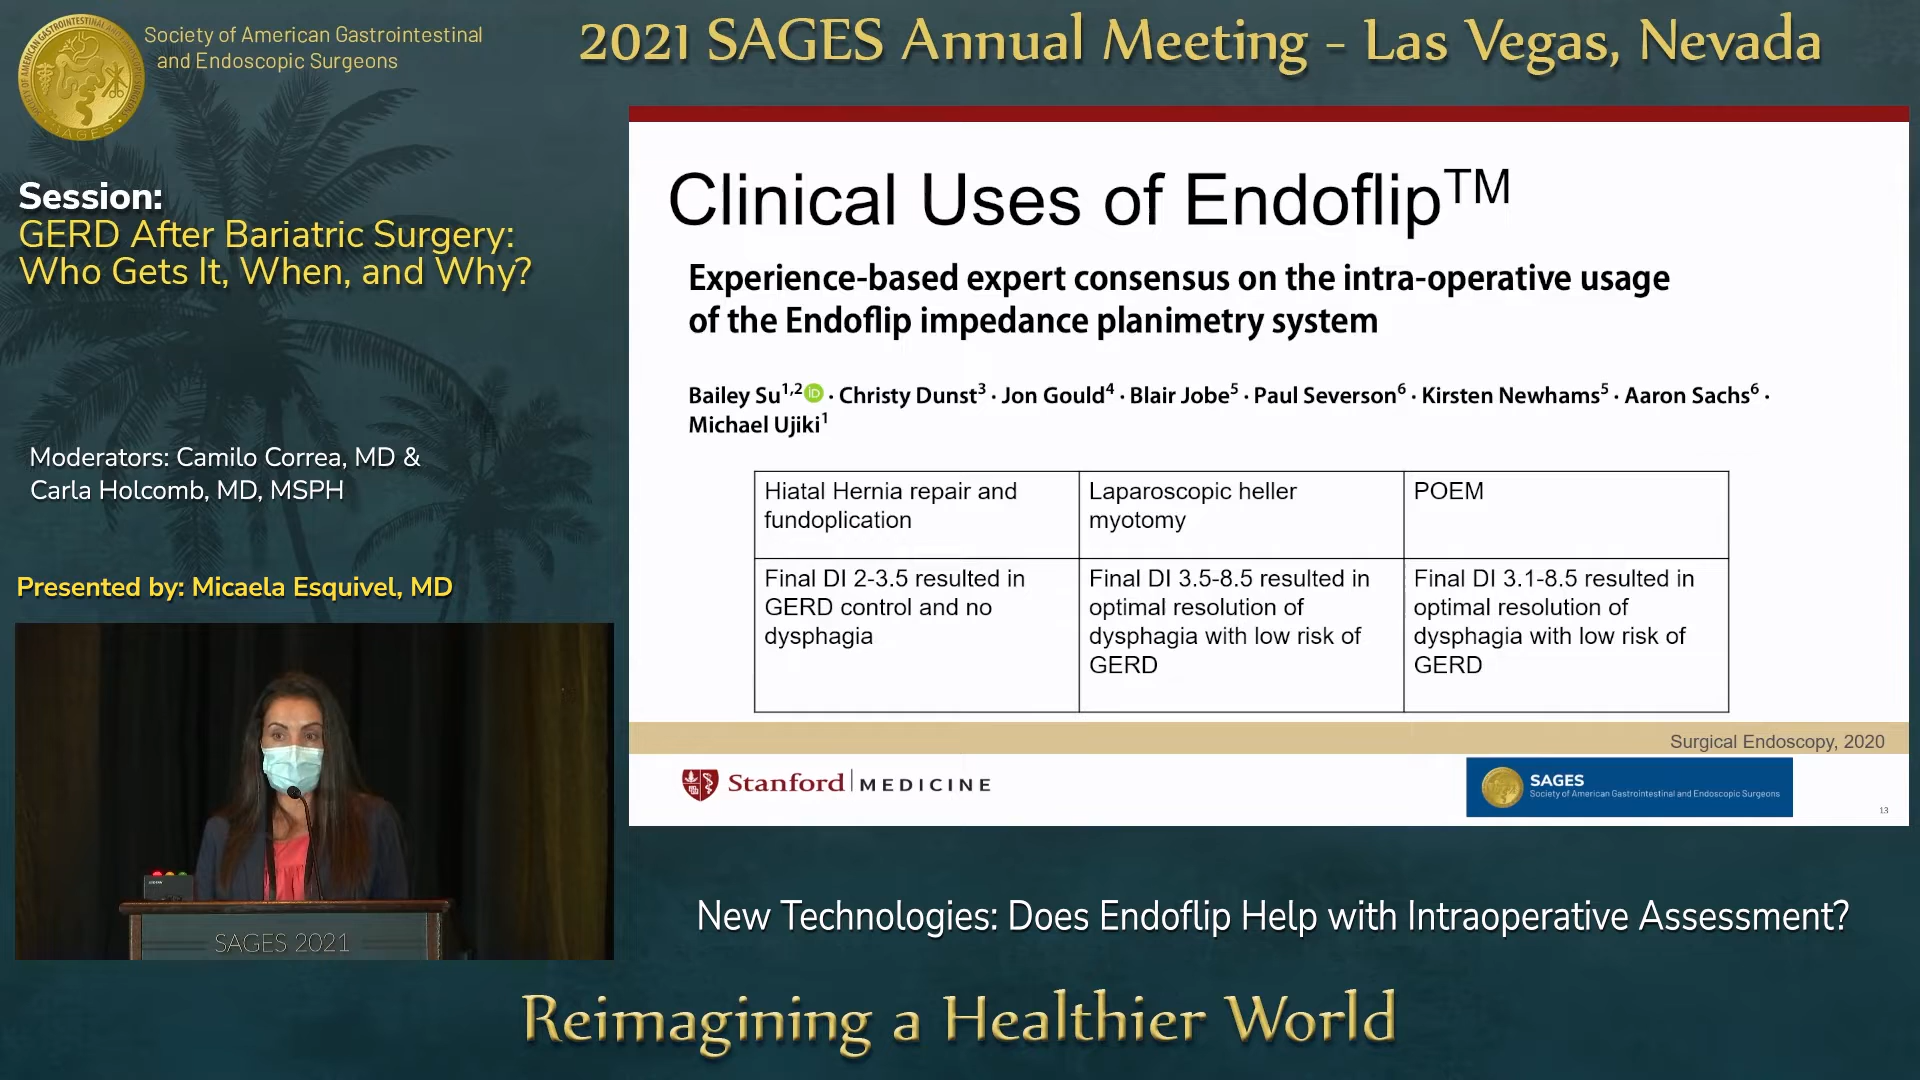 Society of American Gastrointestinal
and Endoscopic Surgeons
SAGES
2021 SAGES Annual Meeting - Las Vegas, Nevada
Session:
GERD After Bariatric Surgery:
Who Gets It, When, and Why?
Moderators: Camilo Correa, MD &
Carla Holcomb, MD, MSPH
Presented by: Micaela Esquivel, MD
SAGES 2021
Clinical Uses of Endoflip™
Experience-based expert consensus on the intra-operative usage
of the Endoflip impedance planimetry system
Bailey Su1,2 iD · Christy Dunst3 · Jon Gould4 · Blair Jobe5 · Paul Severson6 · Kirsten Newhams5 · Aaron Sachs6 ·
Michael Ujiki1
Hiatal Hernia repair and
fundoplication
Laparoscopic heller
myotomy
POEM
Final DI 2-3.5 resulted in
GERD control and no
dysphagia
Final DI 3.5-8.5 resulted in
optimal resolution of
dysphagia with low risk of
GERD
Final DI 3.1-8.5 resulted in
optimal resolution of
dysphagia with low risk of
GERD
Surgical Endoscopy, 2020
Stanford MEDICINE
SAGES
Society of American Gastrointestinal and Endoscopic Surgeons
13
New Technologies: Does Endoflip Help with Intraoperative Assessment?
Reimagining a Healthier World